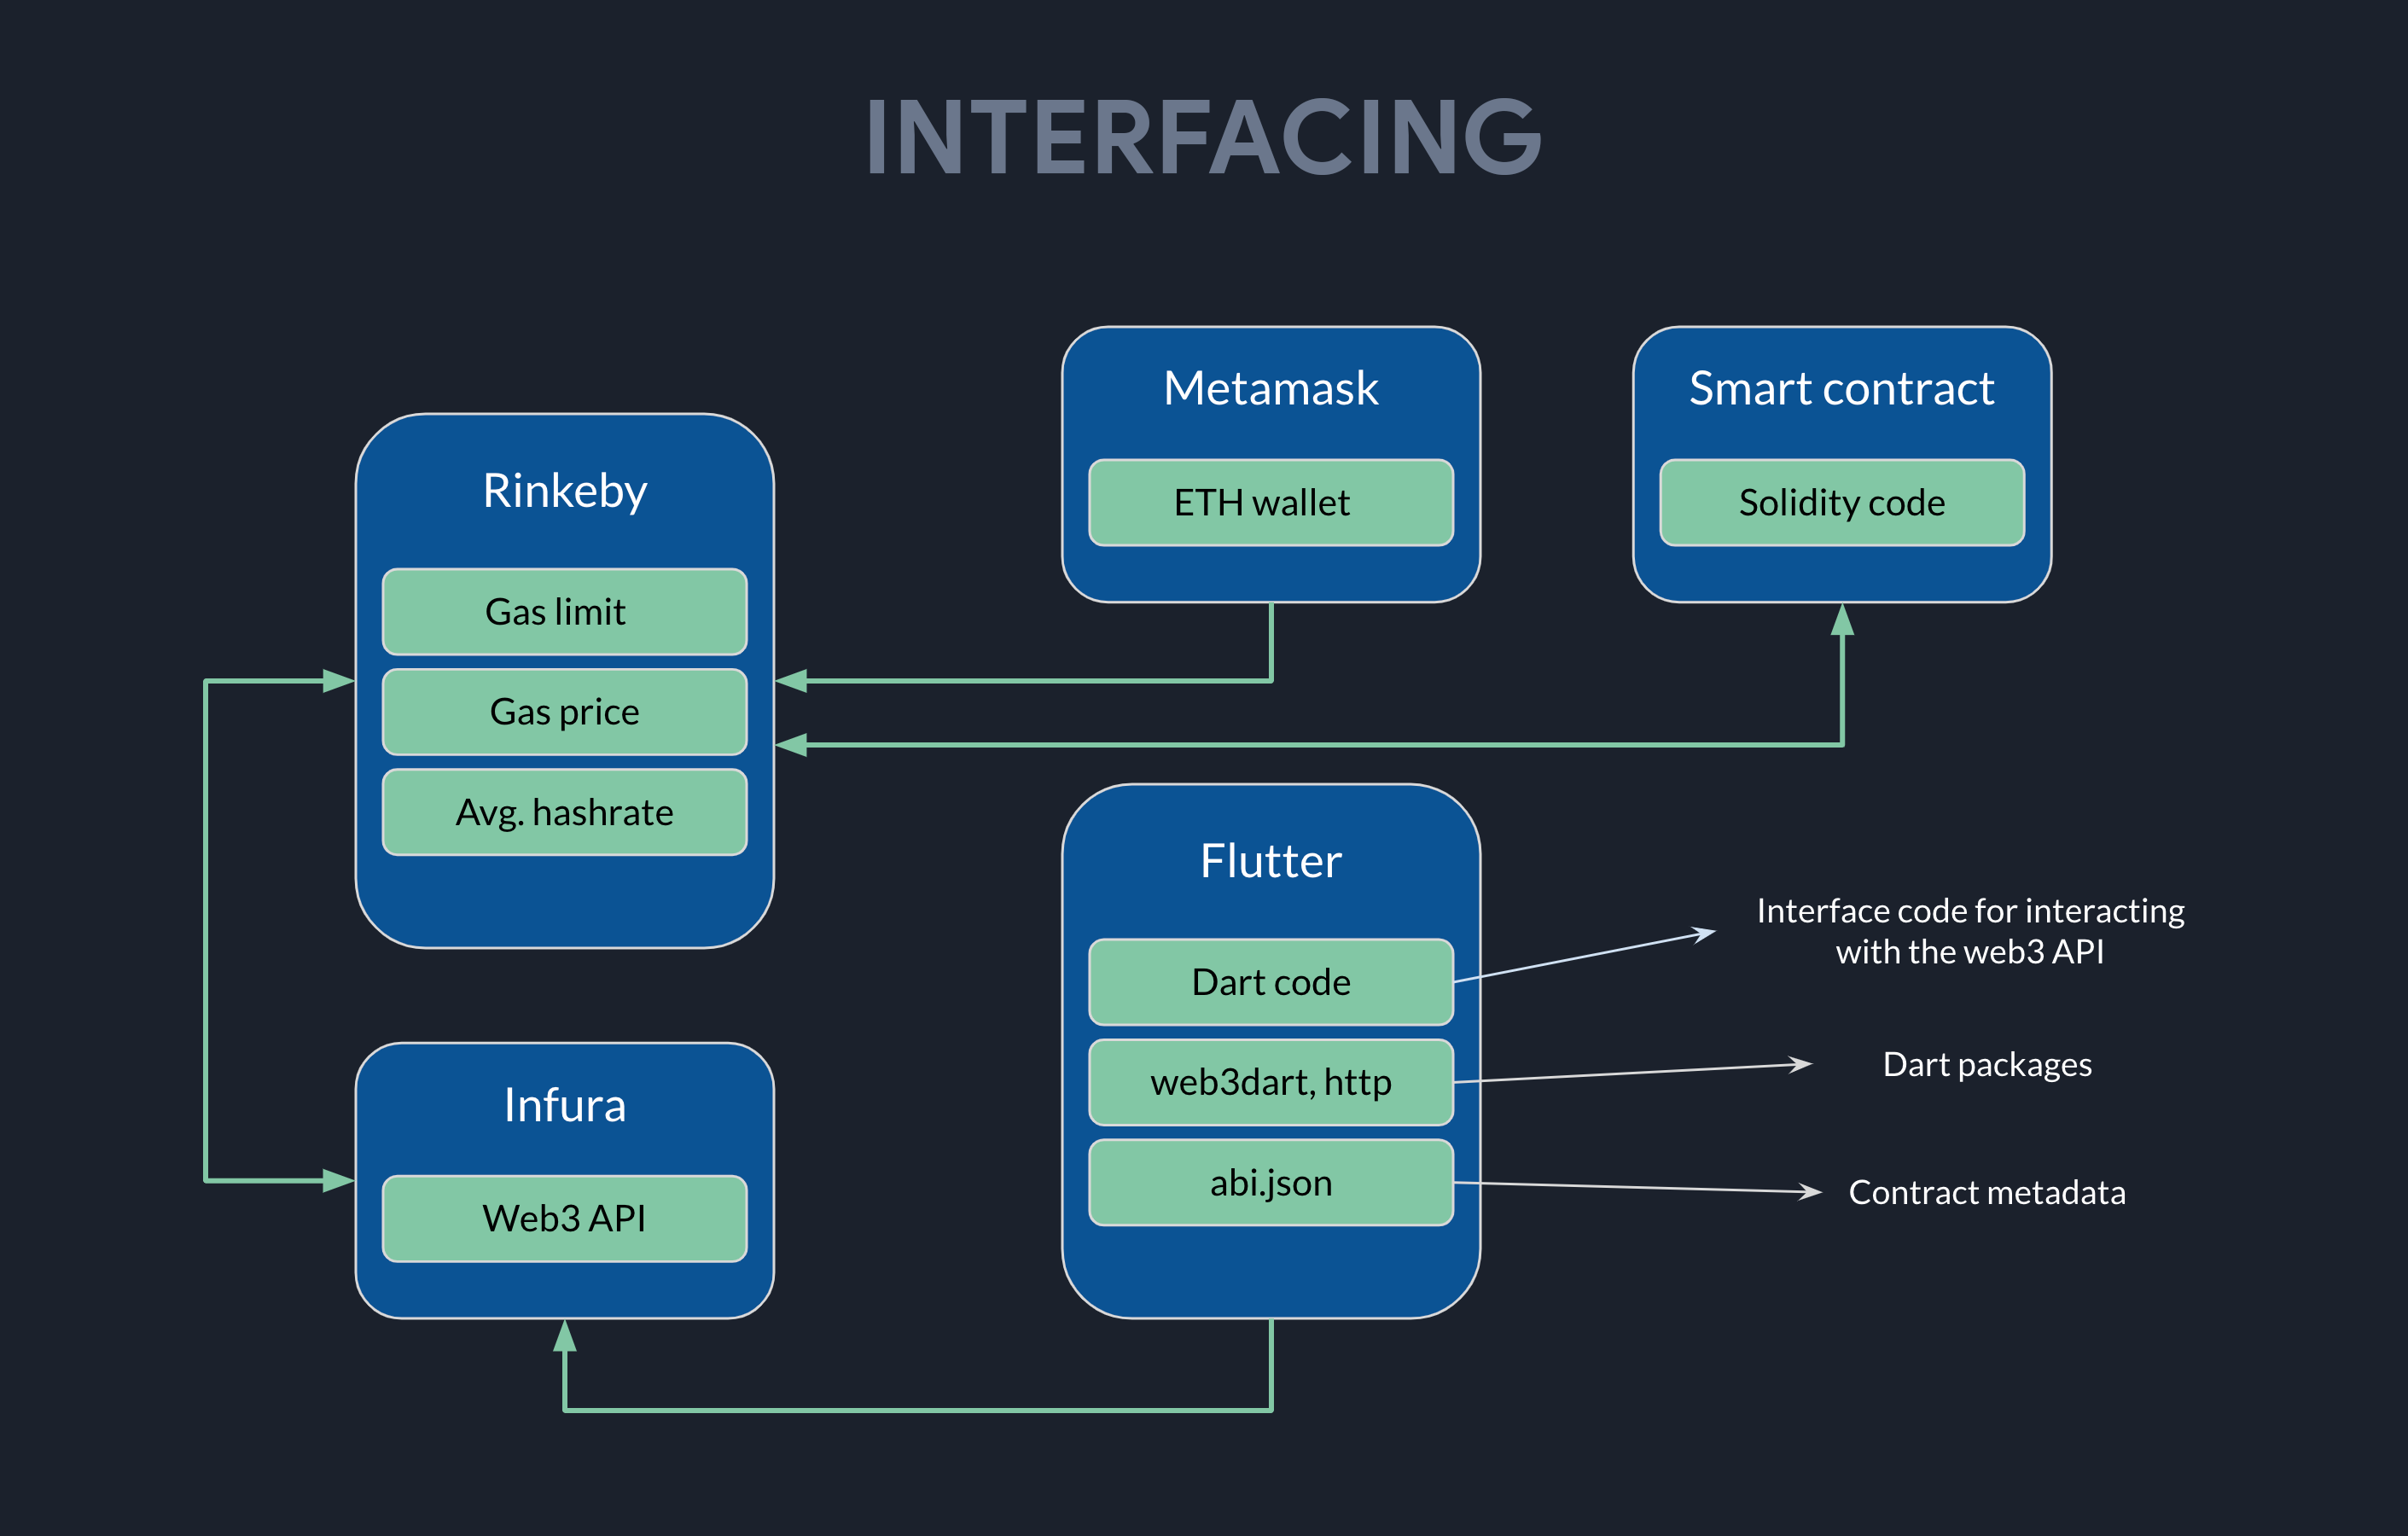 INTERFACING
Metamask
ETH wallet
Smart contract
Solidity code
Rinkeby
Gas limit
Gas price
Avg. hashrate
Flutter
Dart code
web3dart, http
abi.json
Interface code for interacting
with the web3 API
Dart packages
Contract metadata
Infura
Web3 API